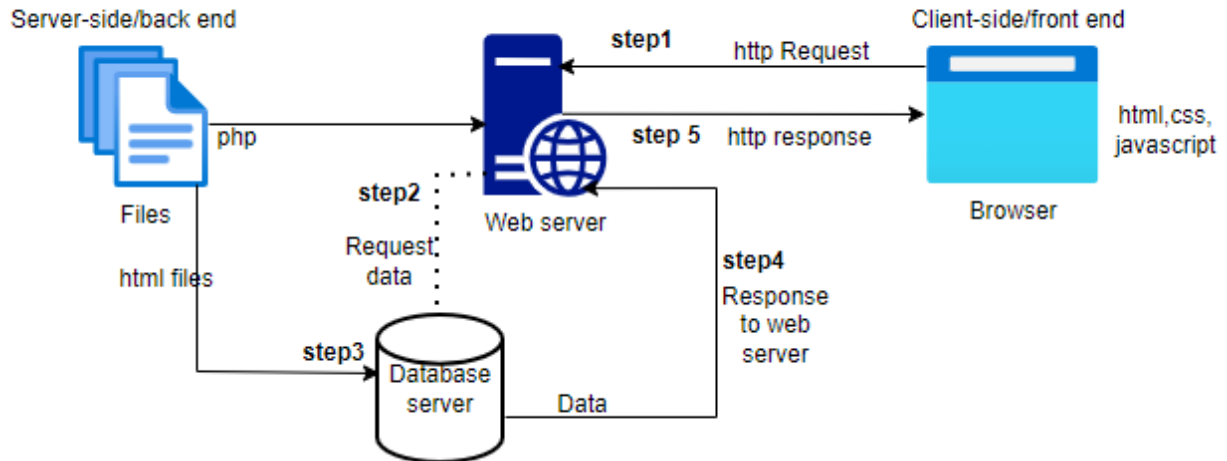 Server-side/back end
Client-side/front end
step1
http Request
php
step 5
http response
html,css,
javascript
Files
step2
Web server
Browser
Request
data
html files
step4
Response
to web
server
step3
Database
server
Data